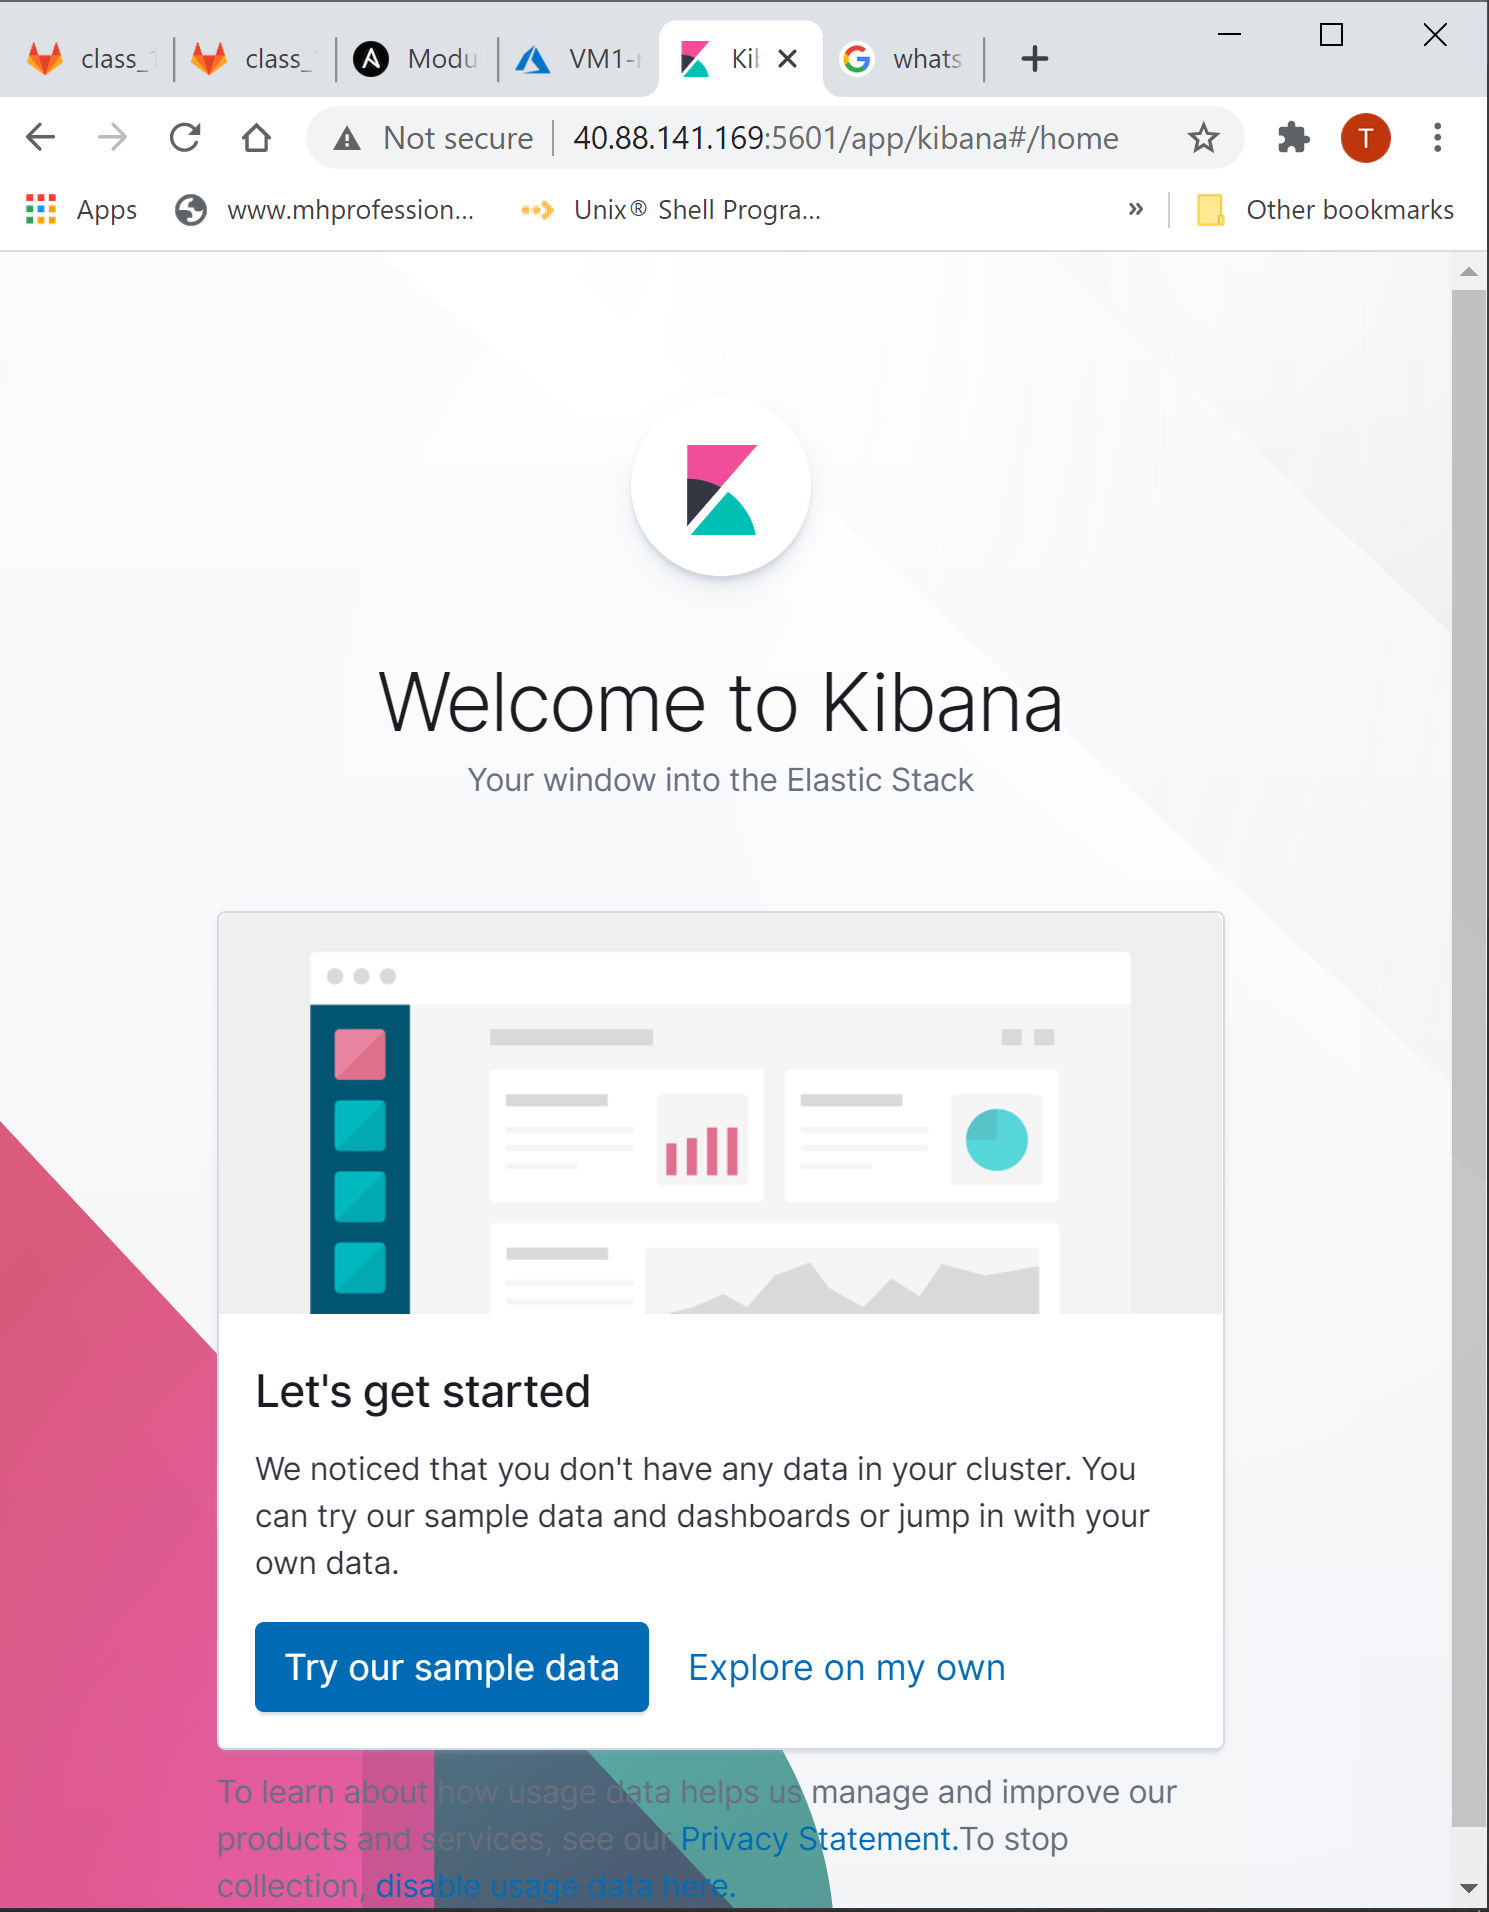 class_
class_
Modu
VM1-
Kib
whats
Not secure
40.88.141.169:5601/app/kibana#/home
T
Apps
www.mhprofession...
Unix® Shell Progra...
»
Other bookmarks
Welcome to Kibana
Your window into the Elastic Stack
Let's get started
We noticed that you don't have any data in your cluster. You
can try our sample data and dashboards or jump in with your
own data.
Try our sample data
Explore on my own
To learn about how usage data helps us manage and improve our
products and services, see our Privacy Statement.To stop
collection, disable usage data here.